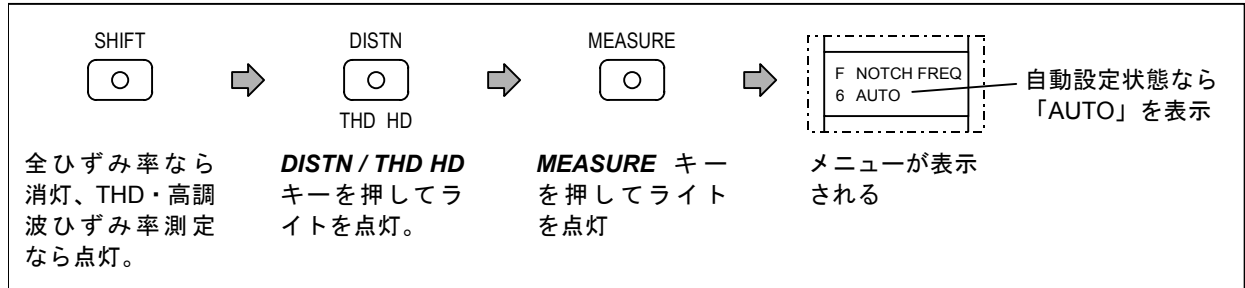 SHIFT
DISTN
MEASURE
THD HD
F NOTCH FREQ
6 AUTO
自動設定状態なら
「AUTO」を表示
全ひずみ率なら
消灯、THD・高調
波ひずみ率測定
なら点灯。
DISTN / THD HD
キーを押してラ
イトを点灯。
MEASURE キー
を押してライト
を点灯
メニューが表示
される